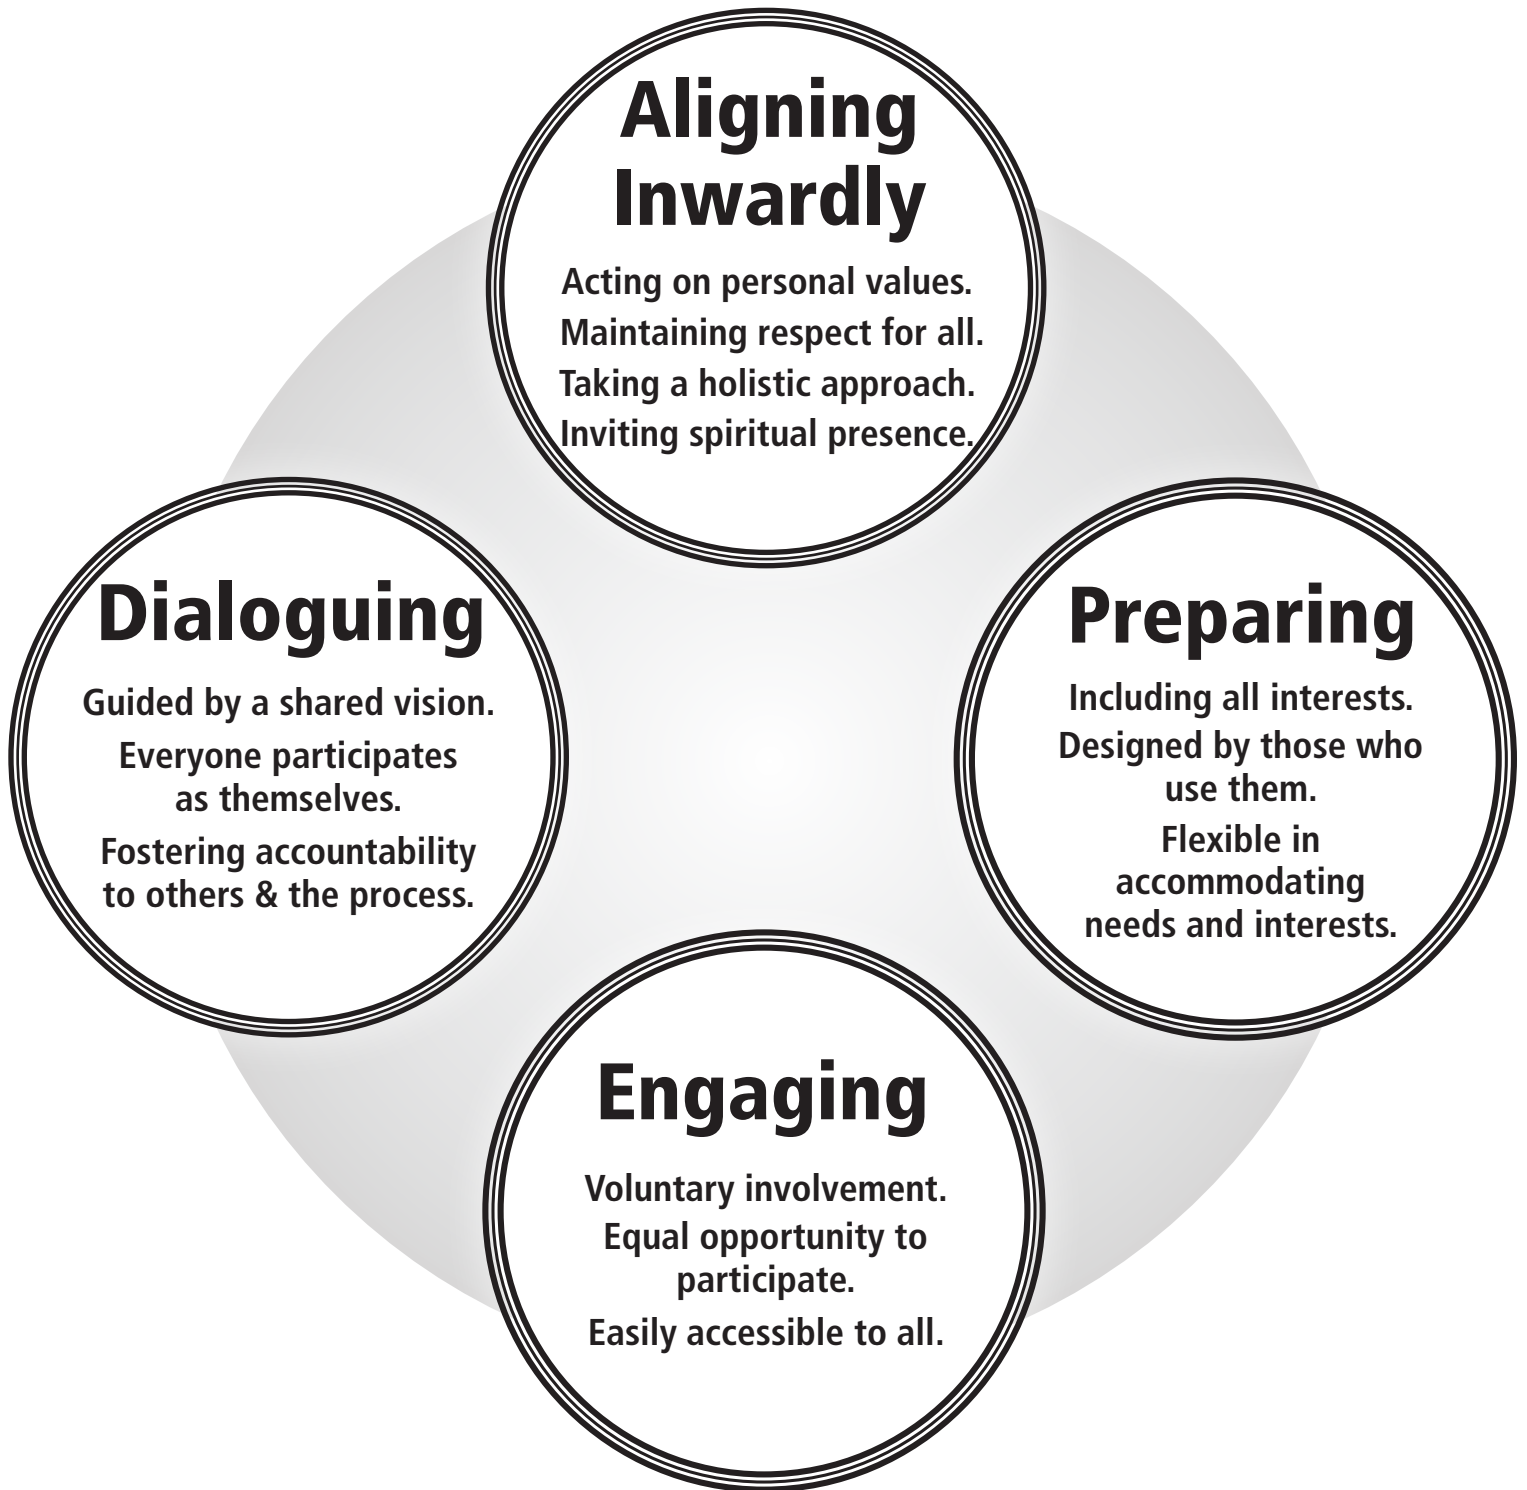 Aligning
Inwardly
Acting on personal values.
Maintaining respect for all.
Taking a holistic approach.
Inviting spiritual presence.
Dialoguing
Guided by a shared vision.
Everyone participates
as themselves.
Fostering accountability
to others & the process.
Preparing
Including all interests.
Designed by those who
use them.
Flexible in
accommodating
needs and interests.
Engaging
Voluntary involvement.
Equal opportunity to
participate.
Easily accessible to all.